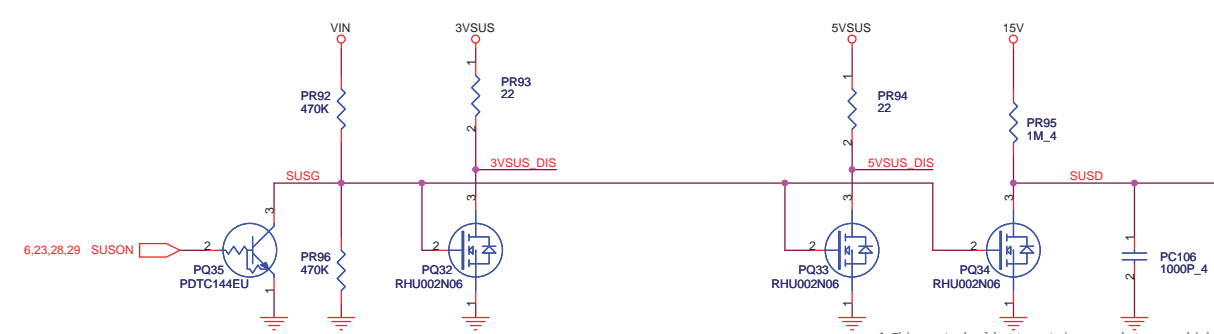 VIN
3VSUS
5VSUS
15V
1
PR93
22
2
PR92
470K
1
PR94
22
2
PR95
1M_4
3VSUS_DIS
5VSUS_DIS
SUSG
SUSD
3
3
3
3
6,23,28,29 SUSON
2
2
2
2
1
PQ35
PDTC144EU
1
PR96
470K
PQ32
RHU002N06
1
PQ33
RHU002N06
1
PQ34
RHU002N06
1
PC106
1000P_4
2